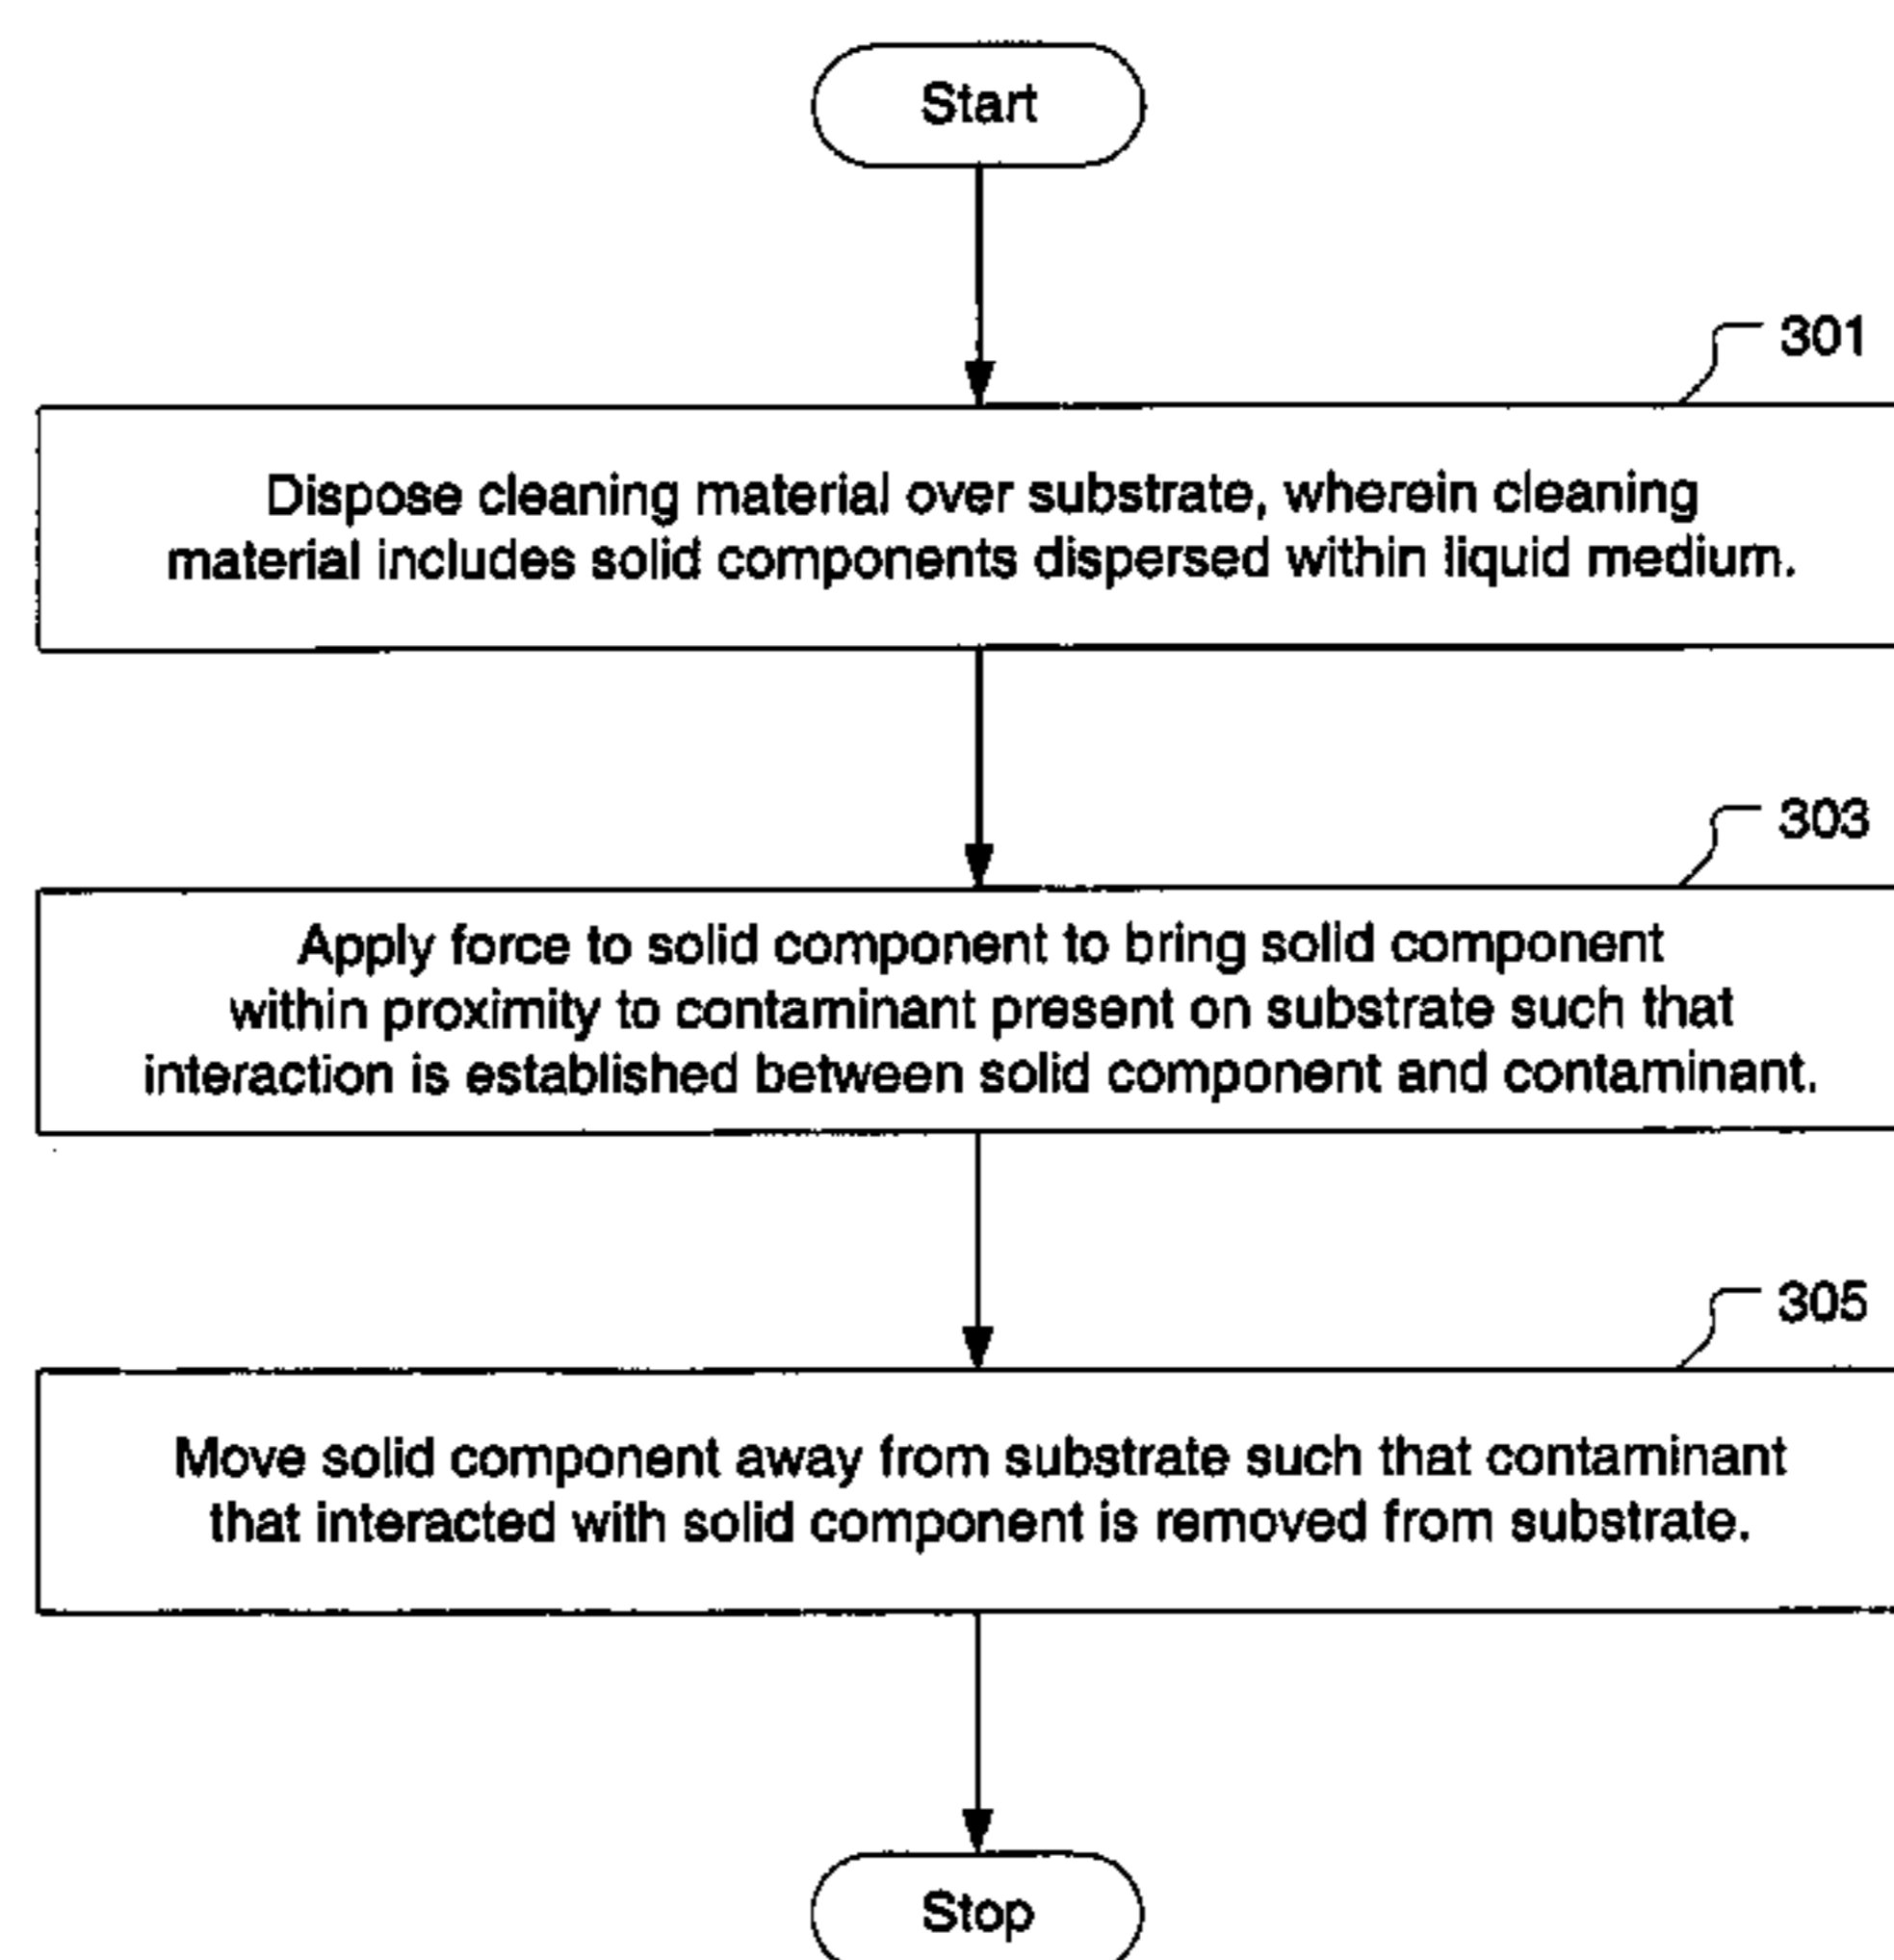 Start
301
Dispose cleaning material over substrate, wherein cleaning
material includes solid components dispersed within liquid medium.
303
Apply force to solid component to bring solid component
within proximity to contaminant present on substrate such that
interaction is established between solid component and contaminant.
305
Move solid component away from substrate such that contaminant
that interacted with solid component is removed from substrate.
Stop